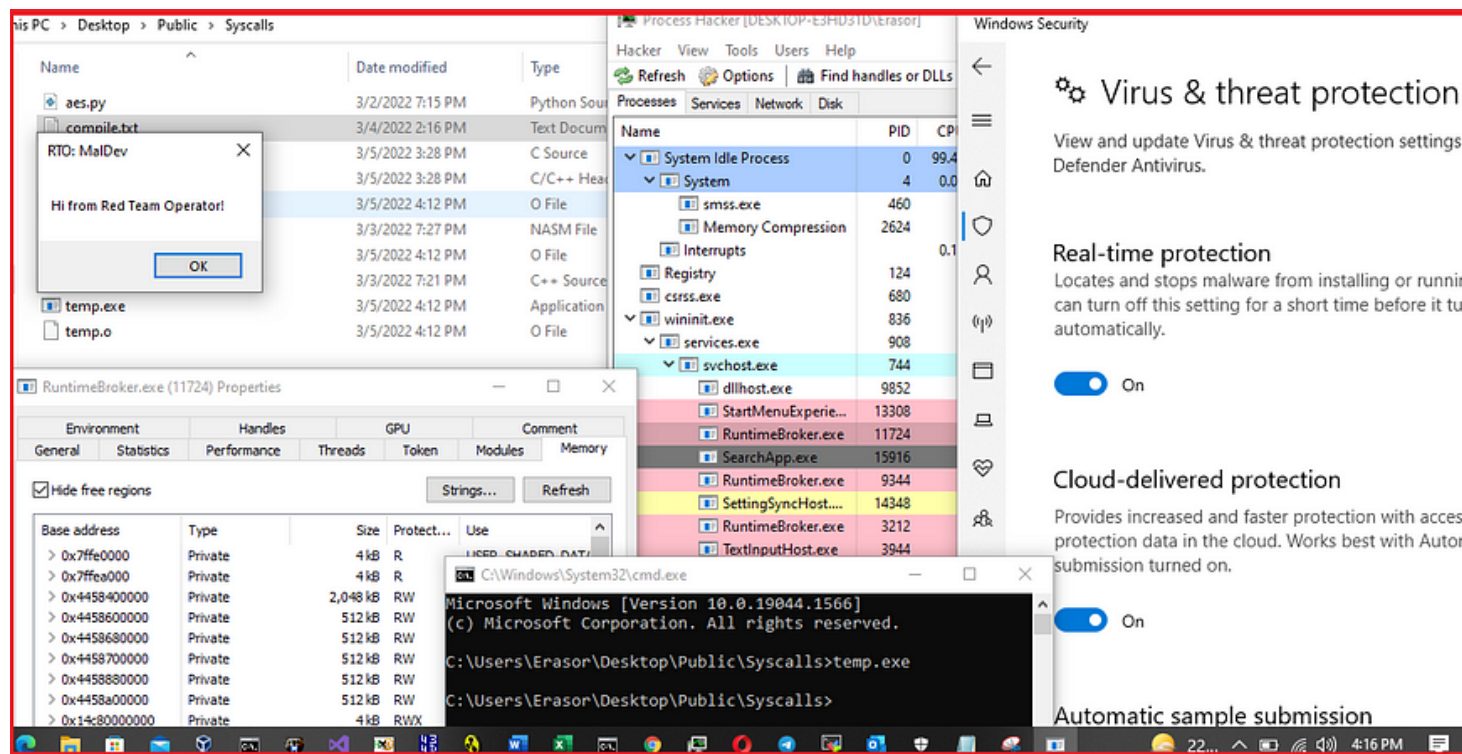 his PC > Desktop > Public > Syscalls
Name Date modified Type
aes.py 3/2/2022 7:15 PM Python Sour
compile.txt 3/4/2022 2:16 PM Text Docum
3/5/2022 3:28 PM C Source
3/5/2022 3:28 PM C/C++ Head
3/5/2022 4:12 PM O File
3/3/2022 7:27 PM NASM File
3/5/2022 4:12 PM O File
3/3/2022 7:21 PM C++ Source
temp.exe 3/5/2022 4:12 PM Application
temp.o 3/5/2022 4:12 PM O File
RTO: MalDev
Hi from Red Team Operator!
OK
Process Hacker [DESKTOP-E3HD31D\Erasor]
Hacker View Tools Users Help
Refresh Options Find handles or DLLs
Processes Services Network Disk
Name PID CP
System Idle Process 0 99.4
System 4 0.0
smss.exe 460
Memory Compression 2624
Interrupts 0.1
Registry 124
csrss.exe 680
wininit.exe 836
services.exe 908
svchost.exe 744
dllhost.exe 9852
StartMenuExperie... 13308
RuntimeBroker.exe 11724
SearchApp.exe 15916
RuntimeBroker.exe 9344
SettingSyncHost.... 14348
RuntimeBroker.exe 3212
TextInputHost.exe 3944
Windows Security
Virus & threat protection
View and update Virus & threat protection settings
Defender Antivirus.
Real-time protection
Locates and stops malware from installing or runnin
can turn off this setting for a short time before it tu
automatically.
On
Cloud-delivered protection
Provides increased and faster protection with acces
protection data in the cloud. Works best with Autor
submission turned on.
On
Automatic sample submission
RuntimeBroker.exe (11724) Properties
Environment Handles GPU Comment
General Statistics Performance Threads Token Modules Memory
Hide free regions Strings... Refresh
Base address Type Size Protect... Use
0x7ffe0000 Private 4 kB R USER_SHARED_DAT
0x7ffea000 Private 4 kB R
0x4458400000 Private 2,048 kB RW
0x4458600000 Private 512 kB RW
0x4458680000 Private 512 kB RW
0x4458700000 Private 512 kB RW
0x4458880000 Private 512 kB RW
0x4458a00000 Private 512 kB RW
0x14c80000000 Private 4 kB RWX
C:\Windows\System32\cmd.exe
Microsoft Windows [Version 10.0.19044.1566]
(c) Microsoft Corporation. All rights reserved.
C:\Users\Erasor\Desktop\Public\Syscalls>temp.exe
C:\Users\Erasor\Desktop\Public\Syscalls>
22... 4:16 PM